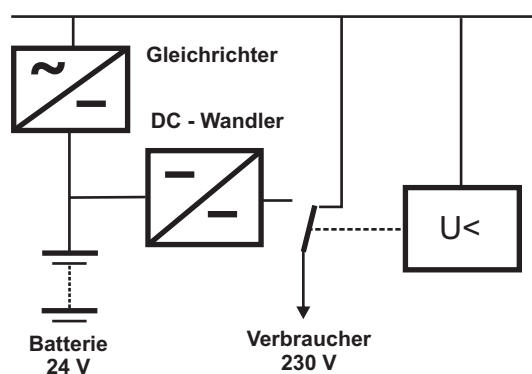 Gleichrichter
DC - Wandler
U<
Batterie
24 V
Verbraucher
230 V